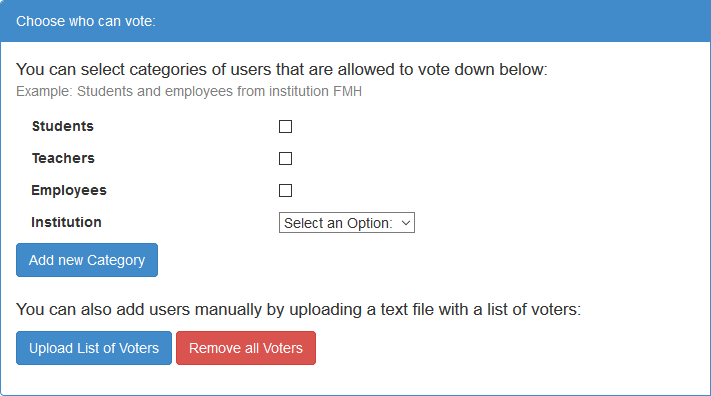 Choose who can vote:
You can select categories of users that are allowed to vote down below:
Example: Students and employees from institution FMH
Students
Teachers
Employees
Institution Select an Option:
Add new Category
You can also add users manually by uploading a text file with a list of voters:
Upload List of Voters Remove all Voters